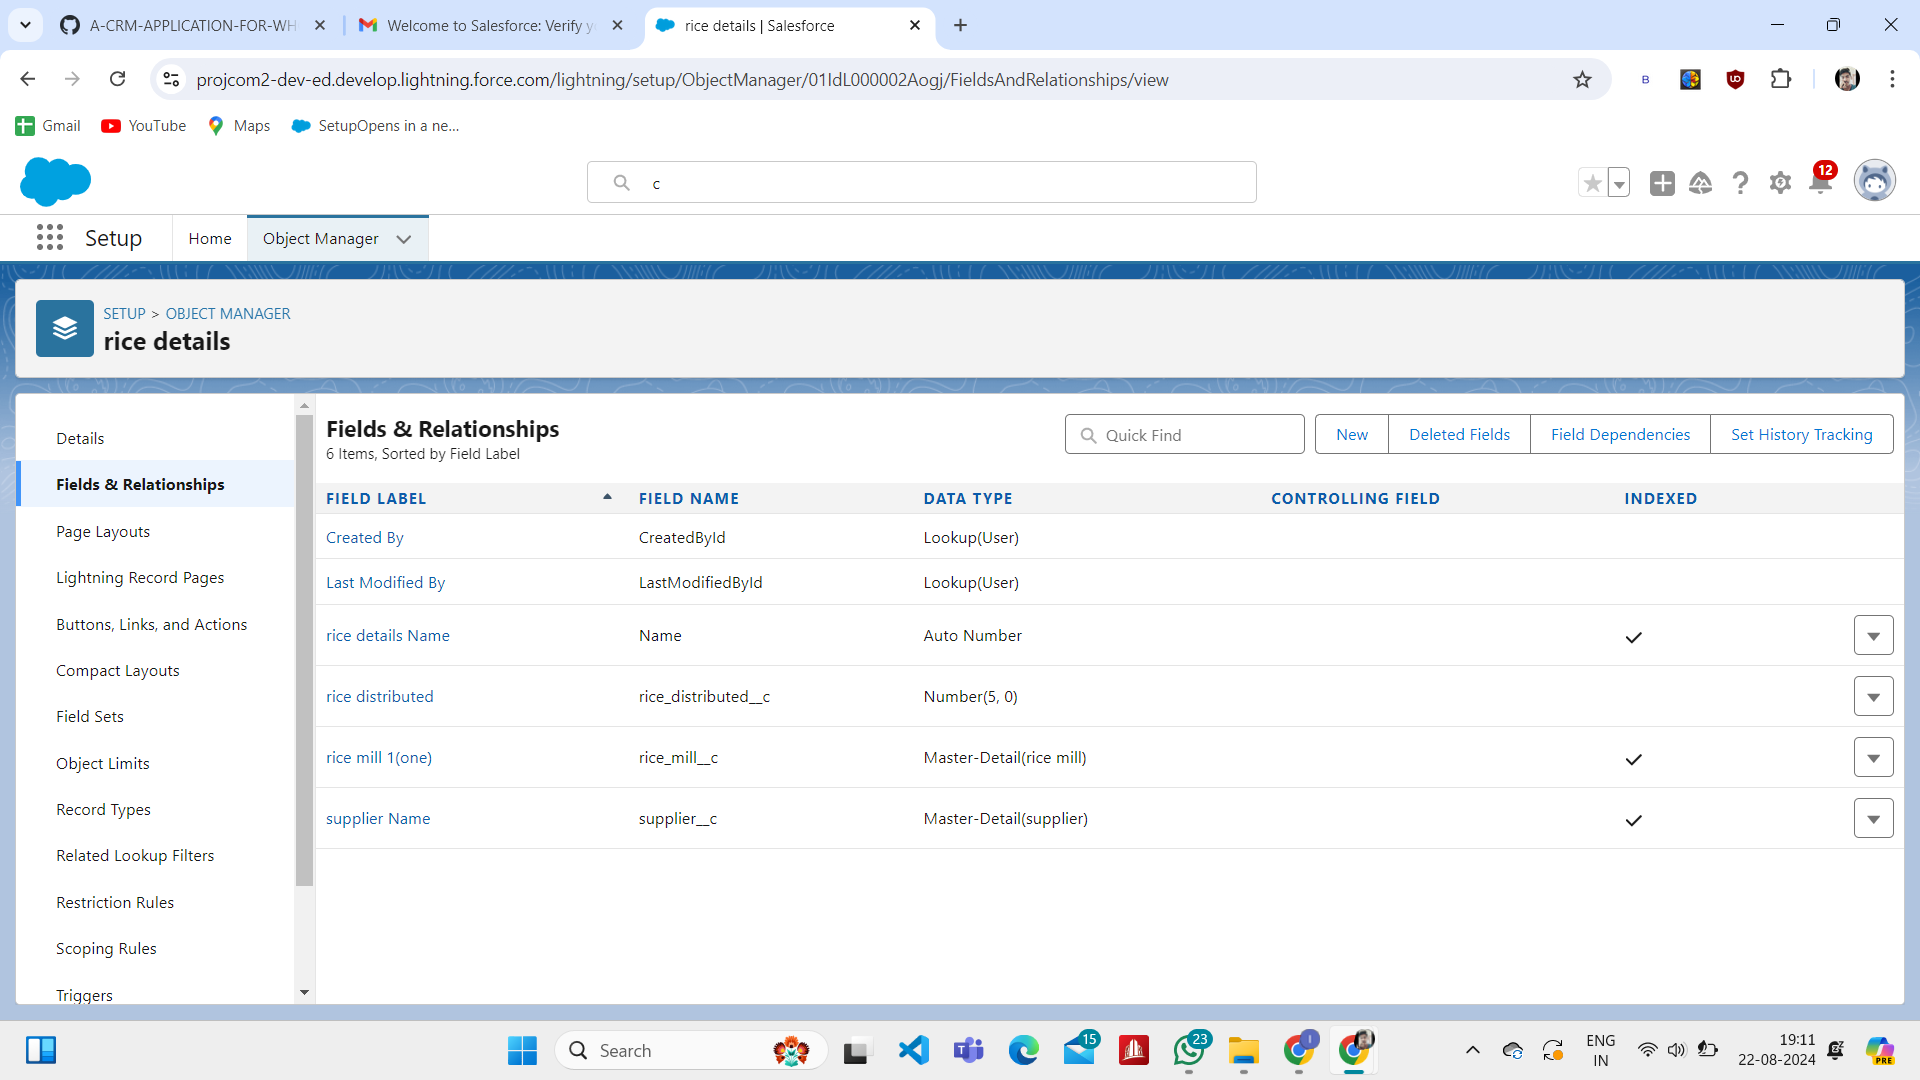 A-CRM-APPLICATION-FOR-WH
Welcome to Salesforce: Verify y
rice details | Salesforce
projcom2-dev-ed.develop.lightning.force.com/lightning/setup/ObjectManager/01IdL000002Aogj/FieldsAndRelationships/view
Gmail
YouTube
Maps
SetupOpens in a ne...
c
12
Setup
Home
Object Manager
SETUP > OBJECT MANAGER
rice details
Details
Fields & Relationships
Page Layouts
Lightning Record Pages
Buttons, Links, and Actions
Compact Layouts
Field Sets
Object Limits
Record Types
Related Lookup Filters
Restriction Rules
Scoping Rules
Triggers
Fields & Relationships
6 Items, Sorted by Field Label
Quick Find
New
Deleted Fields
Field Dependencies
Set History Tracking
FIELD LABEL FIELD NAME DATA TYPE CONTROLLING FIELD INDEXED
Created By CreatedById Lookup(User)
Last Modified By LastModifiedById Lookup(User)
rice details Name Name Auto Number
rice distributed rice_distributed__c Number(5, 0)
rice mill 1(one) rice_mill__c Master-Detail(rice mill)
supplier Name supplier__c Master-Detail(supplier)
Search
15
23
ENG
IN
19:11
22-08-2024
PRE